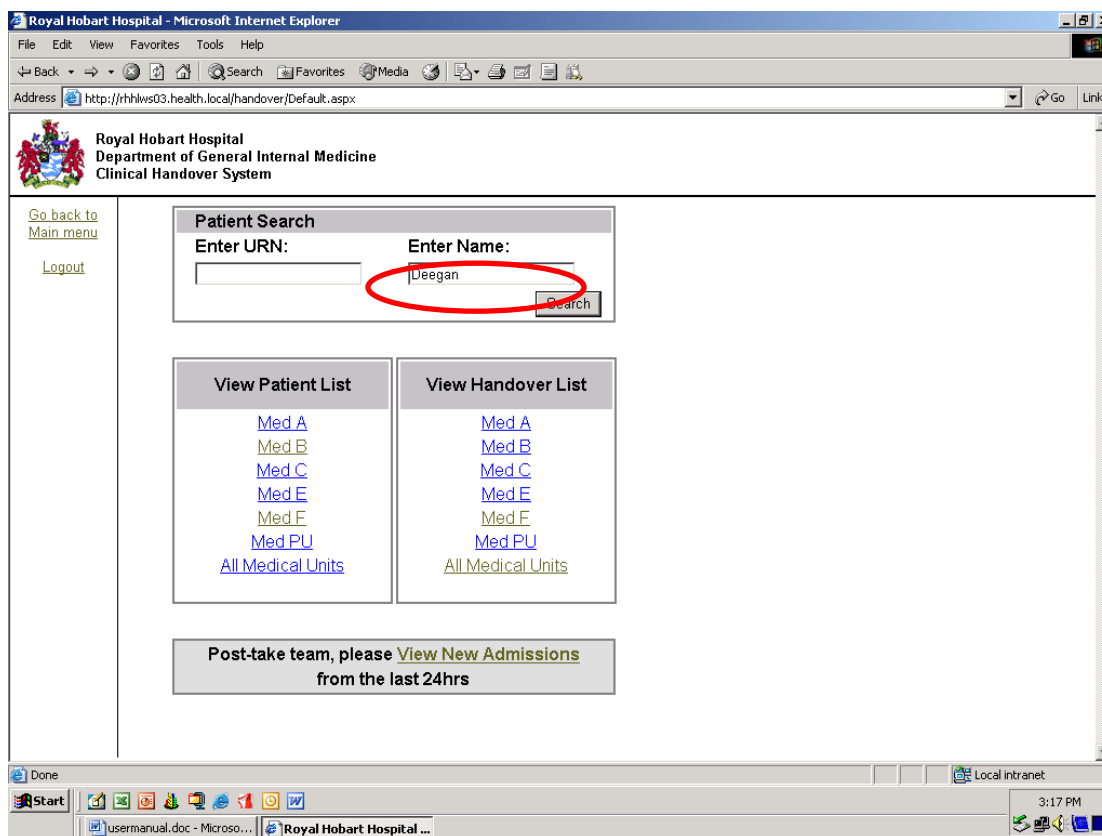 Royal Hobart Hospital - Microsoft Internet Explorer
File Edit View Favorites Tools Help
Back Search Favorites Media
Address http://rhhlws03.health.local/handover/Default.aspx Go Link
Royal Hobart Hospital
Department of General Internal Medicine
Clinical Handover System
Go back to
Main menu
Logout
Patient Search
Enter URN: Enter Name:
Deegan
Search
View Patient List
Med A
Med B
Med C
Med E
Med F
Med PU
All Medical Units
View Handover List
Med A
Med B
Med C
Med E
Med F
Med PU
All Medical Units
Post-take team, please View New Admissions
from the last 24hrs
Done Local intranet
Start 3:17 PM
usermanual.doc - Microso... Royal Hobart Hospital ...